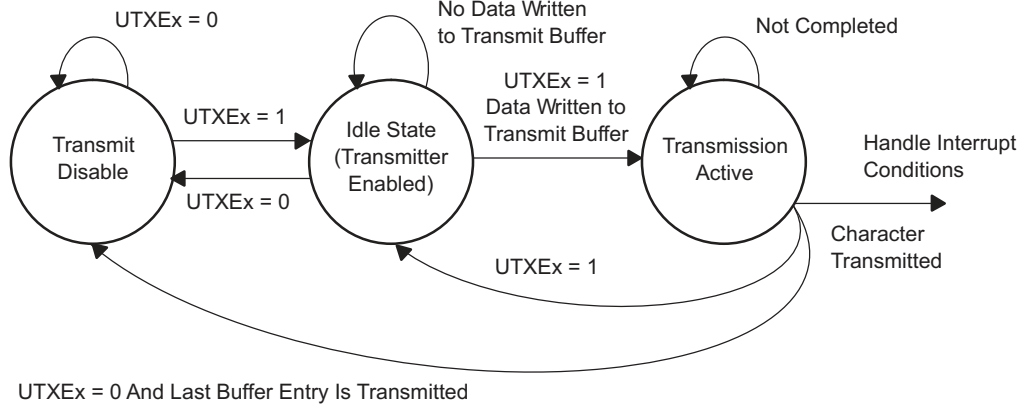 UTXEx = 0
No Data Written
to Transmit Buffer
Not Completed
UTXEx = 1
Data Written to
Transmit Buffer
UTXEx = 1
Transmit
Disable
Idle State
(Transmitter
Enabled)
Transmission
Active
Handle Interrupt
Conditions
UTXEx = 0
Character
Transmitted
UTXEx = 1
UTXEx = 0 And Last Buffer Entry Is Transmitted